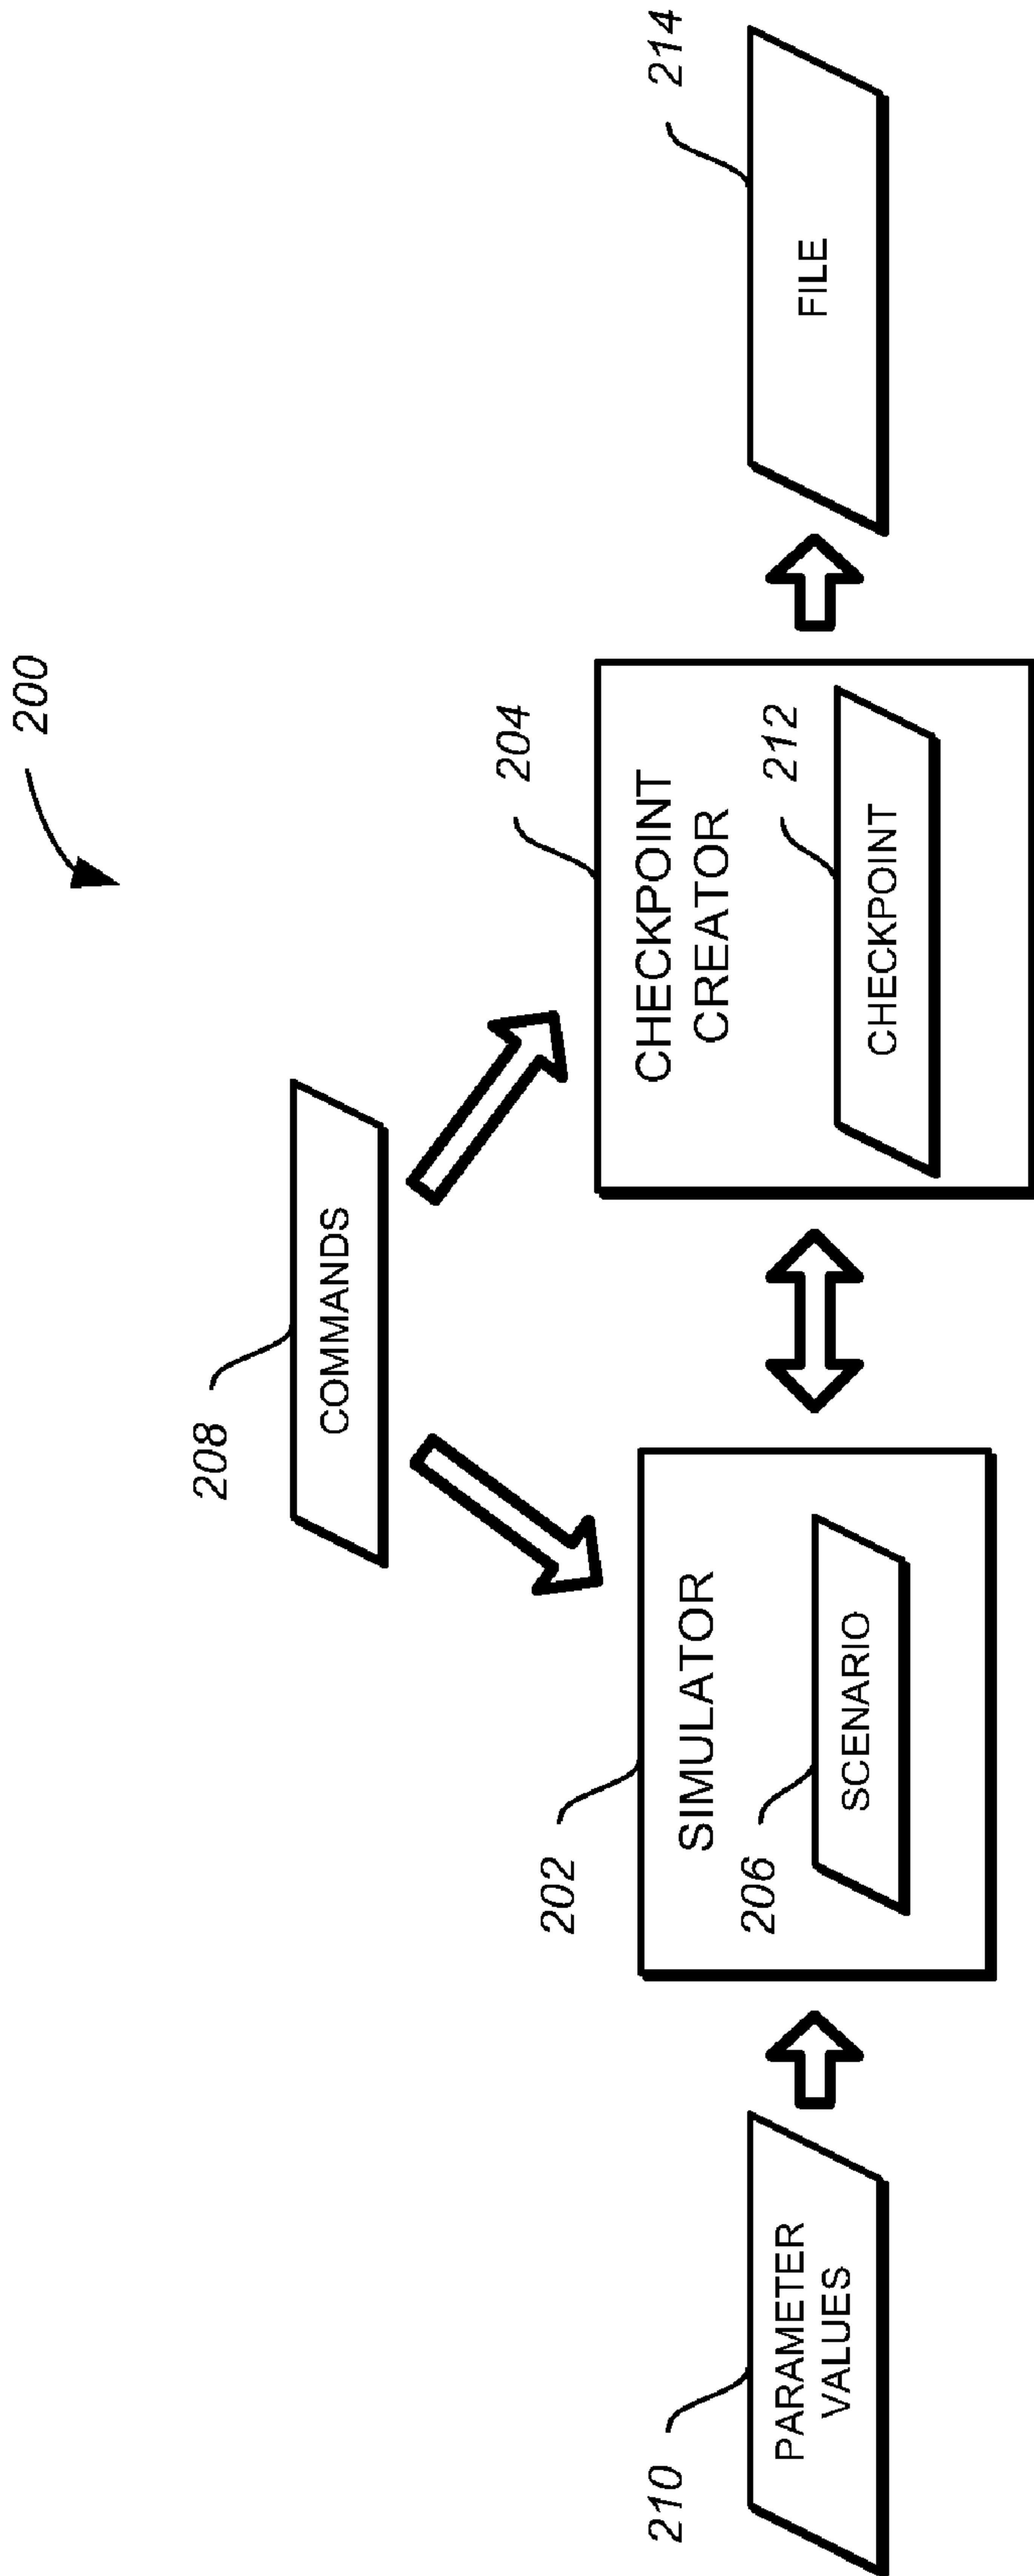 200
208
COMMANDS
202
SIMULATOR
204
CHECKPOINT
CREATOR
210
PARAMETER
VALUES
206
SCENARIO
212
CHECKPOINT
214
FILE